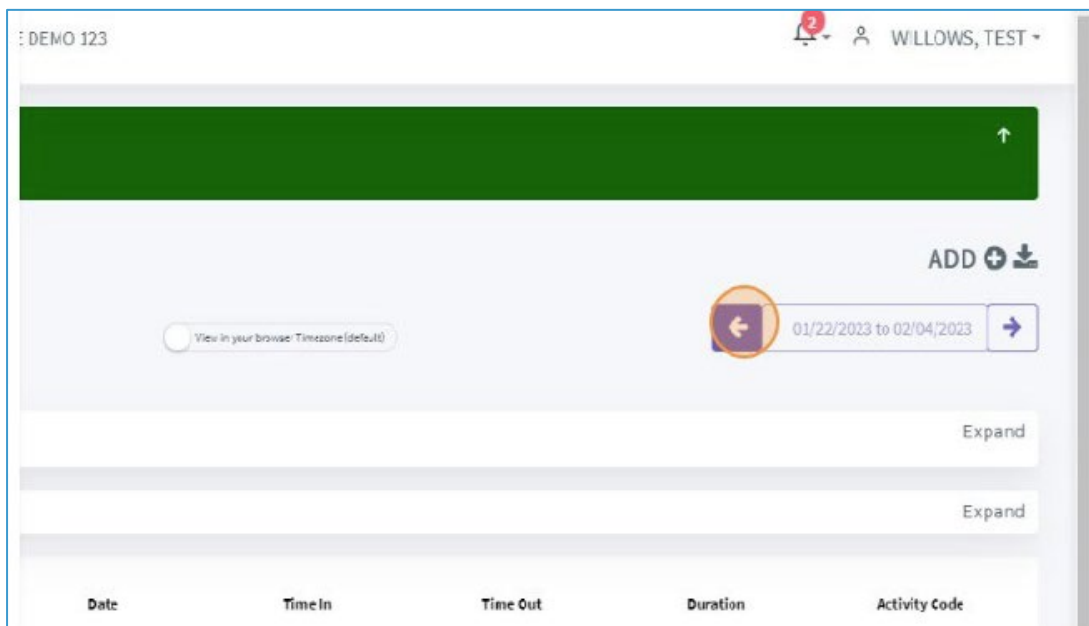 E DEMO 123
2
WILLOWS, TEST
ADD
View in your browser Timezone(default)
01/22/2023 to 02/04/2023
Expand
Expand
Date Time In Time Out Duration Activity Code